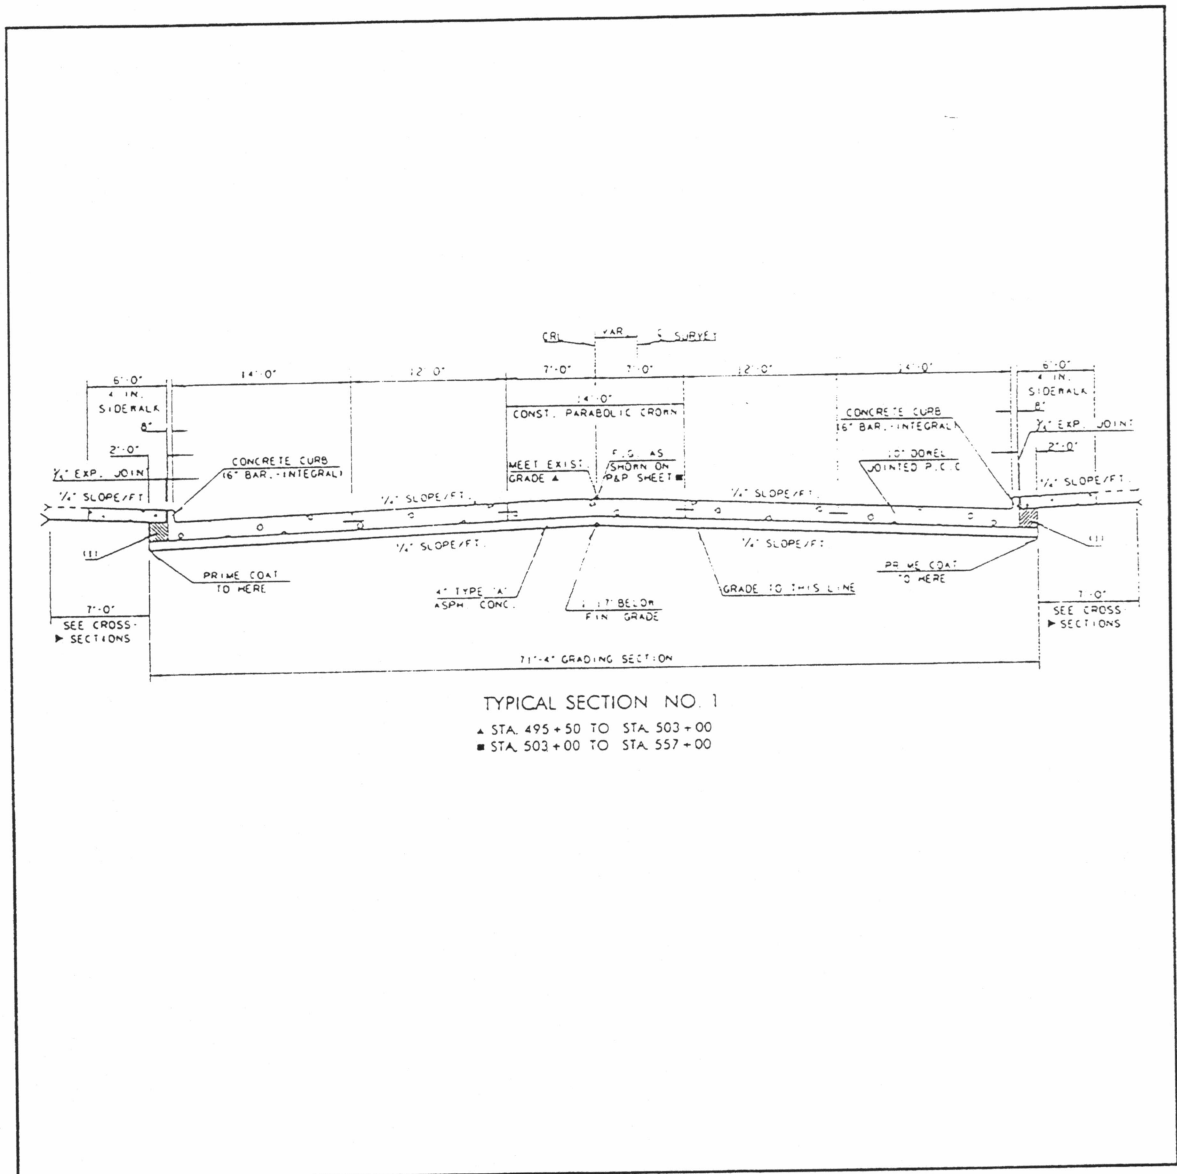 CRL VAR. SURVEY
6'-0" 14'-0" 12'-0" 7'-0" 7'-0" 12'-0" 14'-0" 6'-0"
4 IN.
SIDEWALK
14'-0"
CONST. PARABOLIC CROWN
4 IN.
SIDEWALK
8"
8"
2'-0"
2'-0"
EXP. JOINT
CONCRETE CURB
(6" BAR.-INTEGRAL)
MEET EXIST.
GRADE ▲
F.G. AS
SHOWN ON
P&P SHEET ■
CONCRETE CURB
(6" BAR.-INTEGRAL)
10" DOWEL
JOINTED P.C.C.
EXP. JOINT
¼" SLOPE/FT.
¼" SLOPE/FT.
¼" SLOPE/FT.
¼" SLOPE/FT.
¼" SLOPE/FT.
¼" SLOPE/FT.
(1)
(1)
PRIME COAT
TO HERE
4" TYPE 'A'
ASPH CONC.
BELOW
FIN GRADE
GRADE TO THIS LINE
PRIME COAT
TO HERE
7'-0"
SEE CROSS-
► SECTIONS
7'-0"
SEE CROSS-
► SECTIONS
71'-4" GRADING SECTION
TYPICAL SECTION NO. 1
▲ STA. 495+50 TO STA. 503+00
■ STA. 503+00 TO STA. 557+00